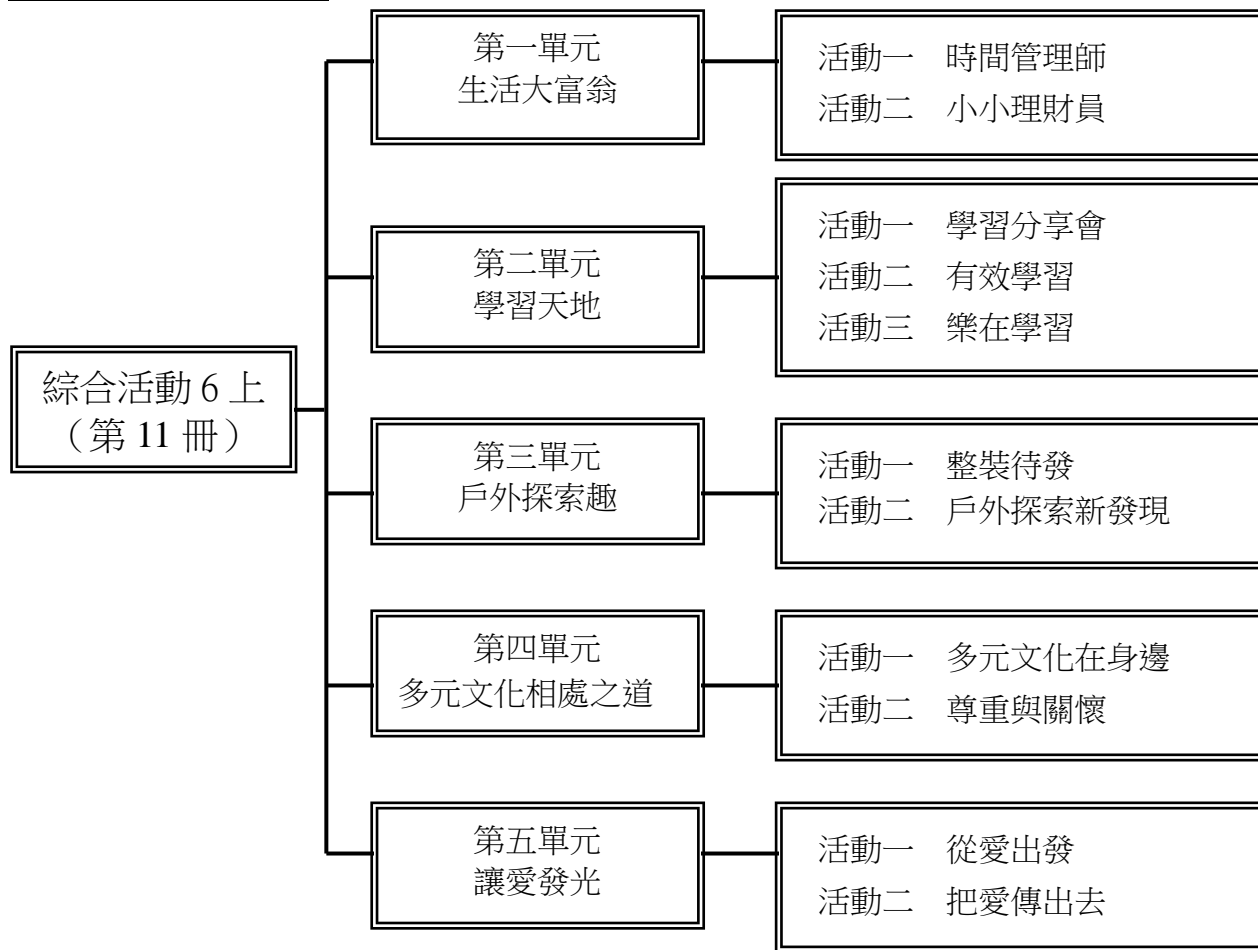 第一單元
生活大富翁
活動一 時間管理師
活動二 小小理財員
第二單元
學習天地
活動一 學習分享會
活動二 有效學習
活動三 樂在學習
綜合活動 6 上
（第 11 冊）
第三單元
戶外探索趣
活動一 整裝待發
活動二 戶外探索新發現
第四單元
多元文化相處之道
活動一 多元文化在身邊
活動二 尊重與關懷
第五單元
讓愛發光
活動一 從愛出發
活動二 把愛傳出去